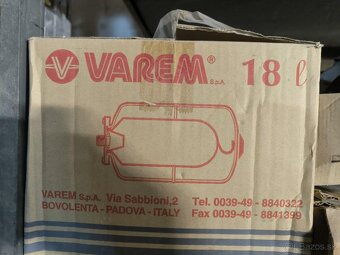 VAREM® S.p.A. 18 l
VAREM S.p.A. Via Sabbioni,2
BOVOLENTA - PADOVA - ITALY
Tel. 0039-49 - 8840322
Fax 0039-49 - 8841399